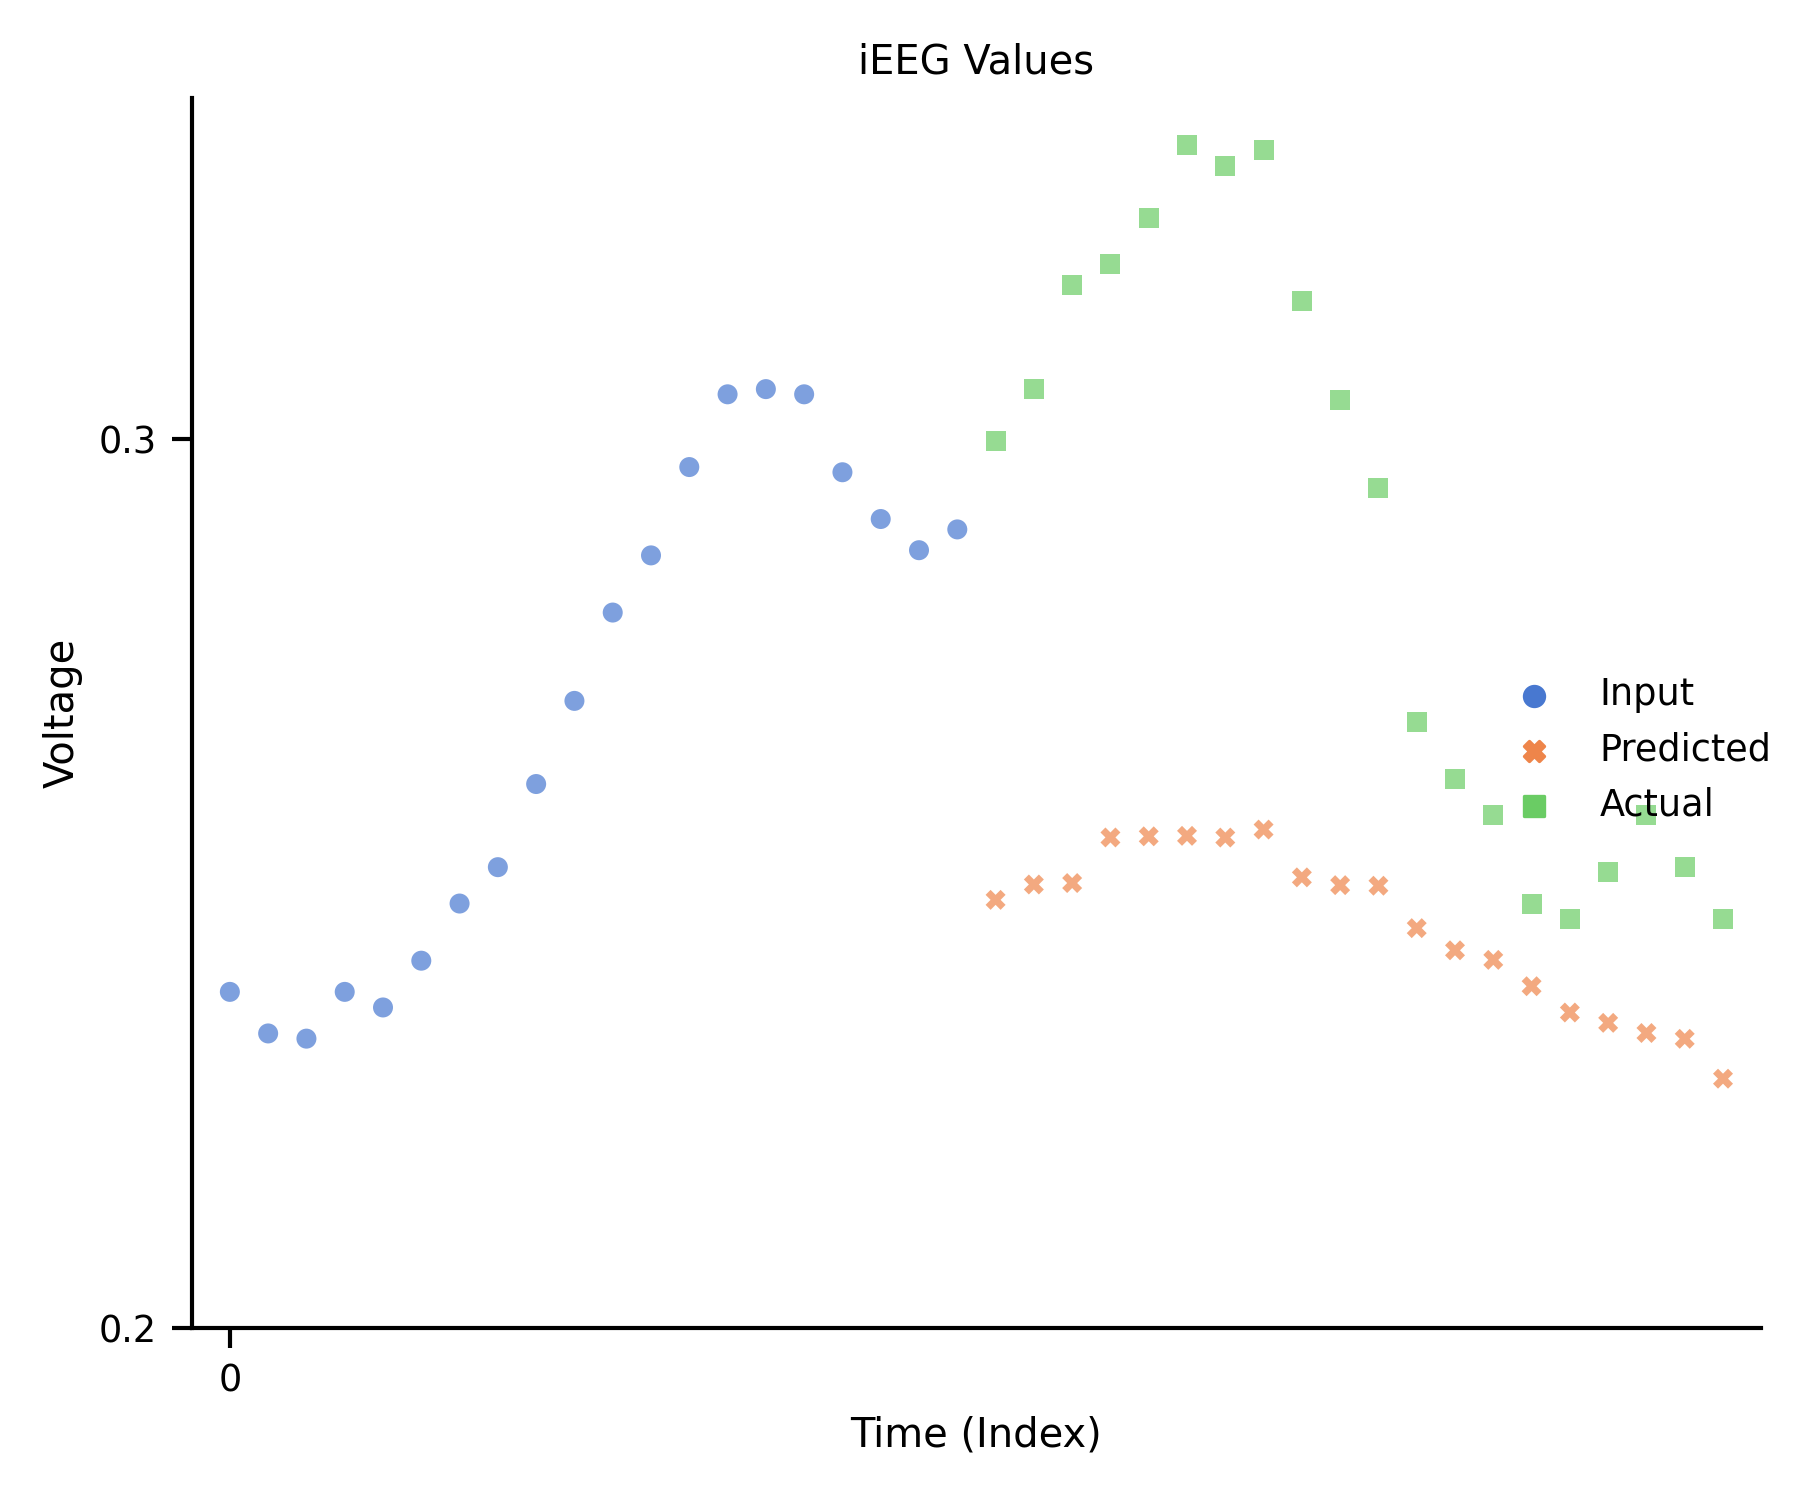 iEEG Values
Voltage
0.3
0.2
0
Time (Index)
Input
Predicted
Actual